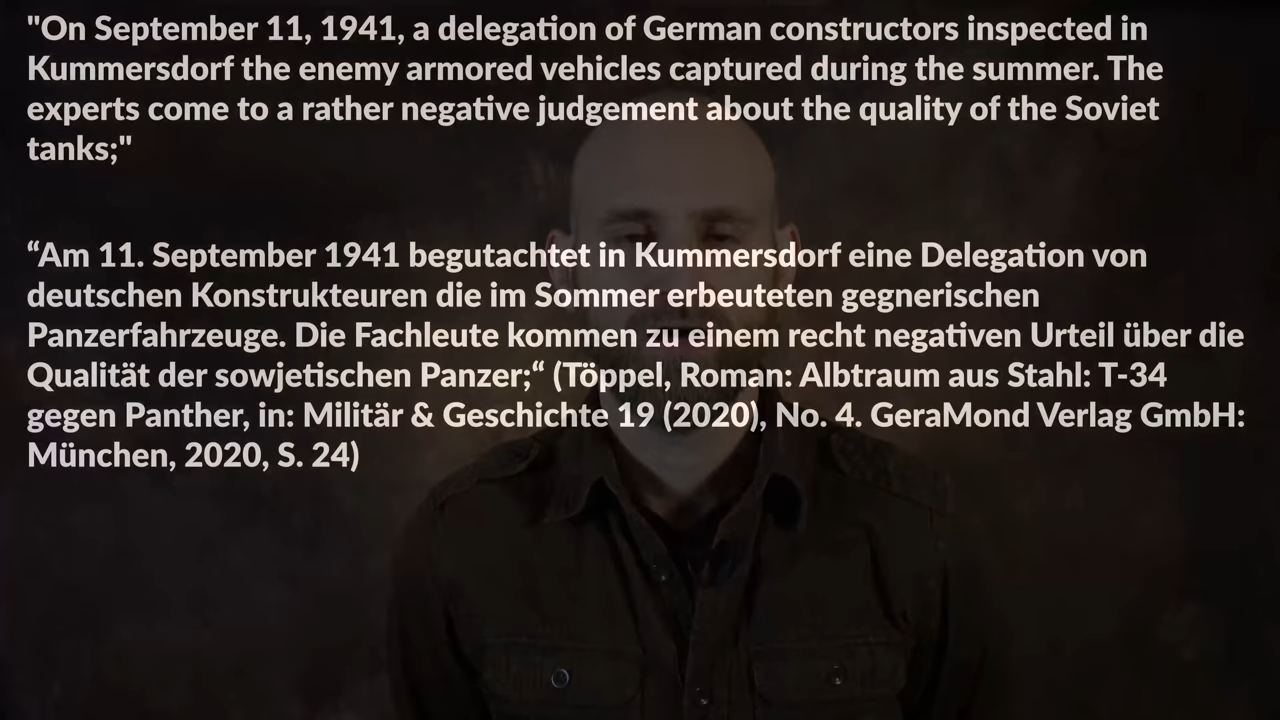 "On September 11, 1941, a delegation of German constructors inspected in
Kummersdorf the enemy armored vehicles captured during the summer. The
experts come to a rather negative judgement about the quality of the Soviet
tanks;"
“Am 11. September 1941 begutachtet in Kummersdorf eine Delegation von
deutschen Konstrukteuren die im Sommer erbeuteten gegnerischen
Panzerfahrzeuge. Die Fachleute kommen zu einem recht negativen Urteil über die
Qualität der sowjetischen Panzer;“ (Töppel, Roman: Albtraum aus Stahl: T-34
gegen Panther, in: Militär & Geschichte 19 (2020), No. 4. GeraMond Verlag GmbH:
München, 2020, S. 24)